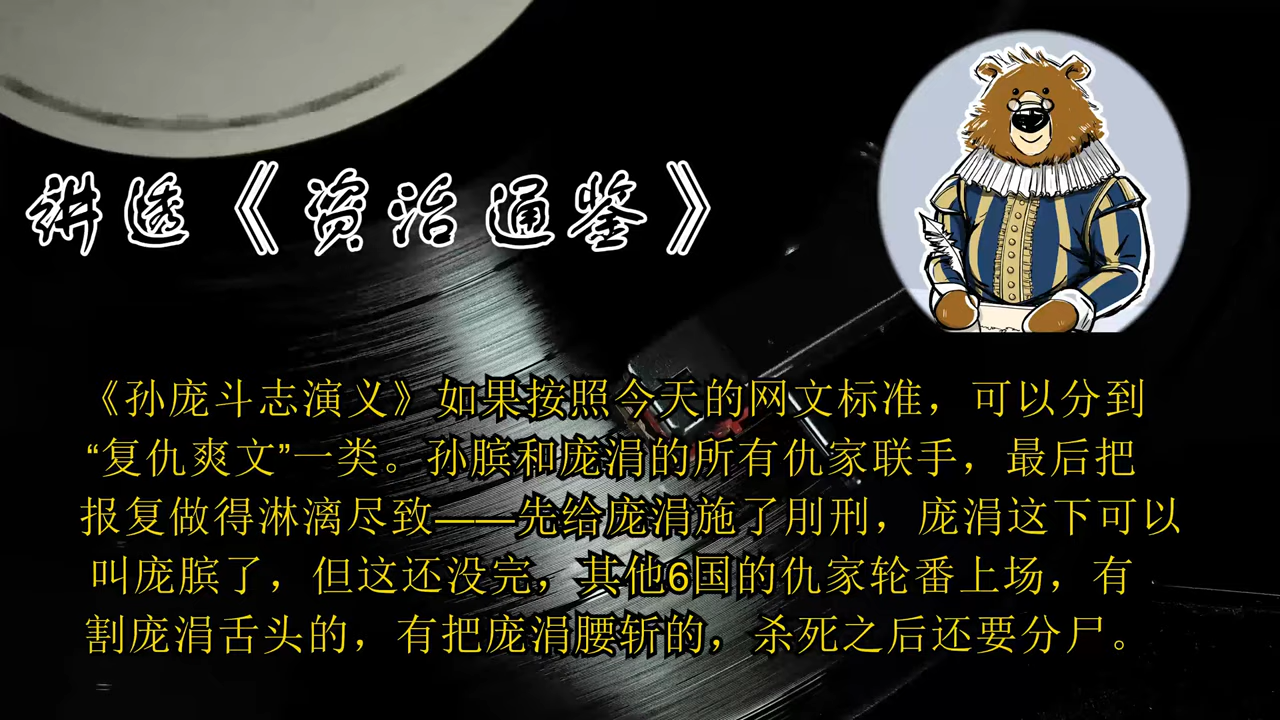 讲透《资治通鉴》
《孙庞斗志演义》如果按照今天的网文标准，可以分到
“复仇爽文”一类。孙膑和庞涓的所有仇家联手，最后把
报复做得淋漓尽致——先给庞涓施了刖刑，庞涓这下可以
叫庞膑了，但这还没完，其他6国的仇家轮番上场，有
割庞涓舌头的，有把庞涓腰斩的，杀死之后还要分尸。